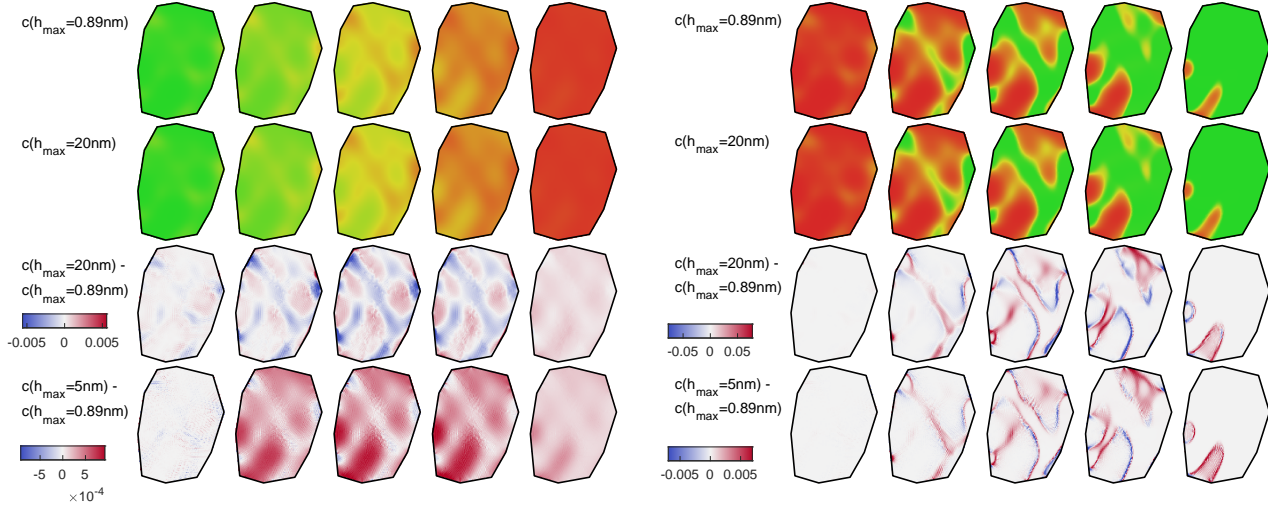 c(h_max=0.89nm)
c(h_max=20nm)
c(h_max=20nm) -
c(h_max=0.89nm)
-0.005 0 0.005
c(h_max=5nm) -
c(h_max=0.89nm)
-5 0 5
×10^-4
c(h_max=0.89nm)
c(h_max=20nm)
c(h_max=20nm) -
c(h_max=0.89nm)
-0.05 0 0.05
c(h_max=5nm) -
c(h_max=0.89nm)
-0.005 0 0.005